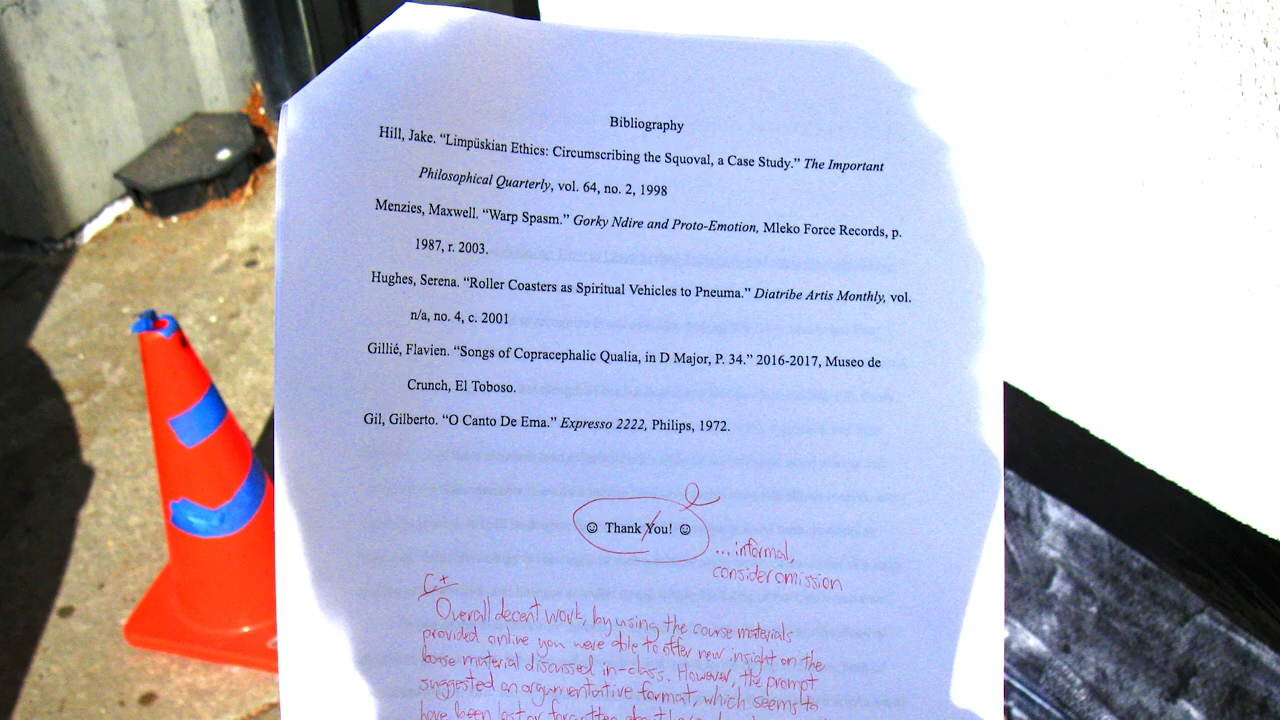 Bibliography
Hill, Jake. “Limpüskian Ethics: Circumscribing the Squoval, a Case Study.” The Important
Philosophical Quarterly, vol. 64, no. 2, 1998
Menzies, Maxwell. “Warp Spasm.” Gorky Ndire and Proto-Emotion, Mleko Force Records, p.
1987, r. 2003.
Hughes, Serena. “Roller Coasters as Spiritual Vehicles to Pneuma.” Diatribe Artis Monthly, vol.
n/a, no. 4, c. 2001
Gillié, Flavien. “Songs of Copracephalic Qualia, in D Major, P. 34.” 2016-2017, Museo de
Crunch, El Toboso.
Gil, Gilberto. “O Canto De Ema.” Expresso 2222, Philips, 1972.
☺ Thank You! ☺
...informal,
consider omission
C+
Overall decent work, by using the course materials
provided online you were able to offer new insight on the
loose material discussed in-class. However, the prompt
suggested an argumentative format, which seems to
have been lost or forgotten